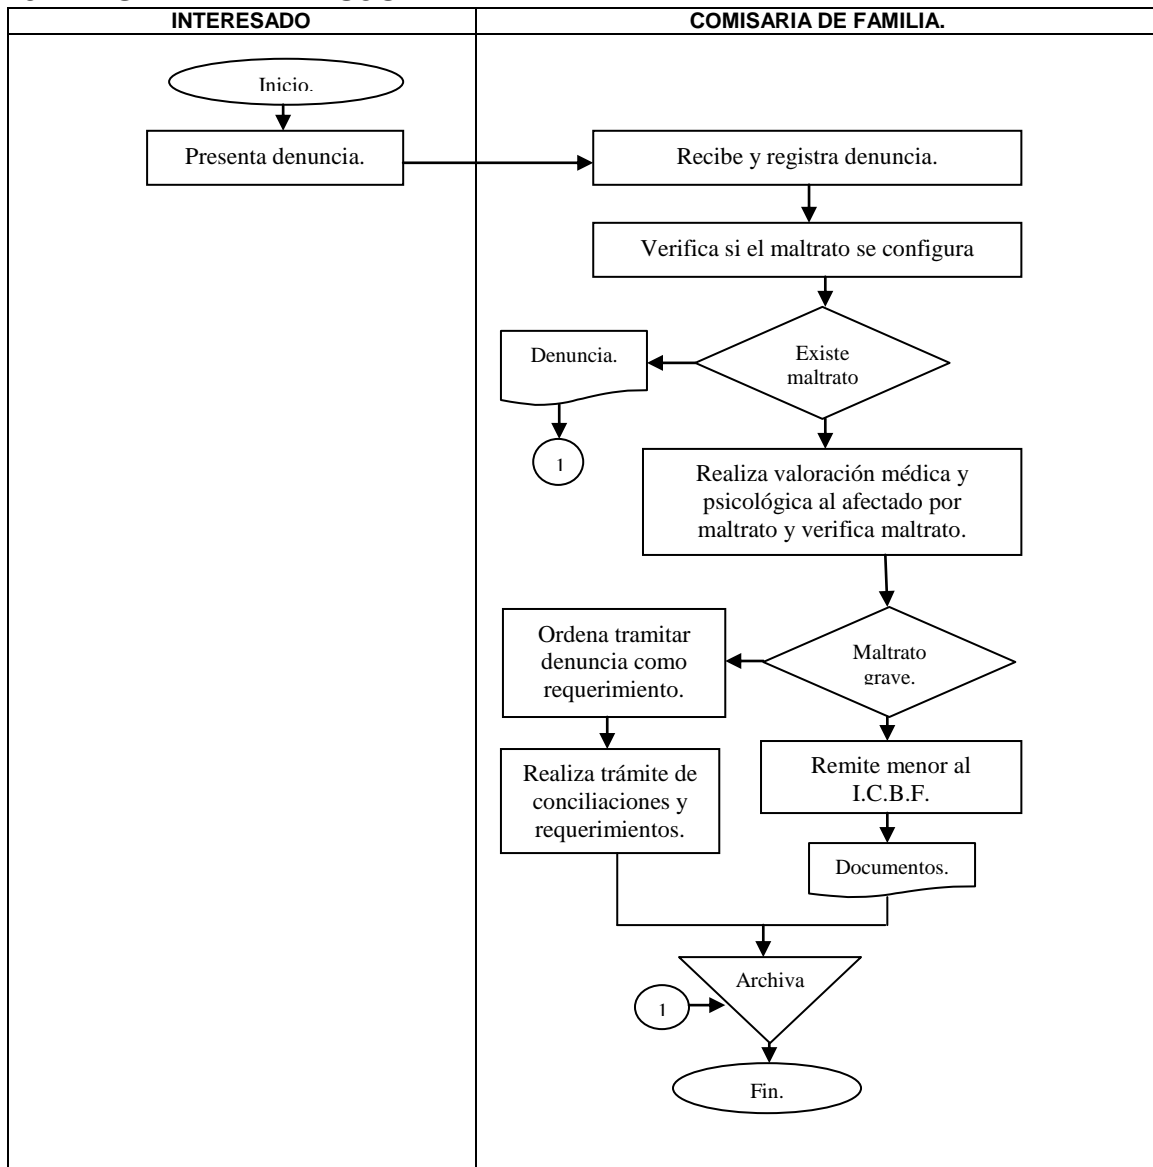 INTERESADO
COMISARIA DE FAMILIA.
Inicio.
Presenta denuncia.
Recibe y registra denuncia.
Verifica si el maltrato se configura
Existe
maltrato
Denuncia.
1
Realiza valoración médica y
psicológica al afectado por
maltrato y verifica maltrato.
Maltrato
grave.
Ordena tramitar
denuncia como
requerimiento.
Realiza trámite de
conciliaciones y
requerimientos.
Remite menor al
I.C.B.F.
Documentos.
Archiva
1
Fin.